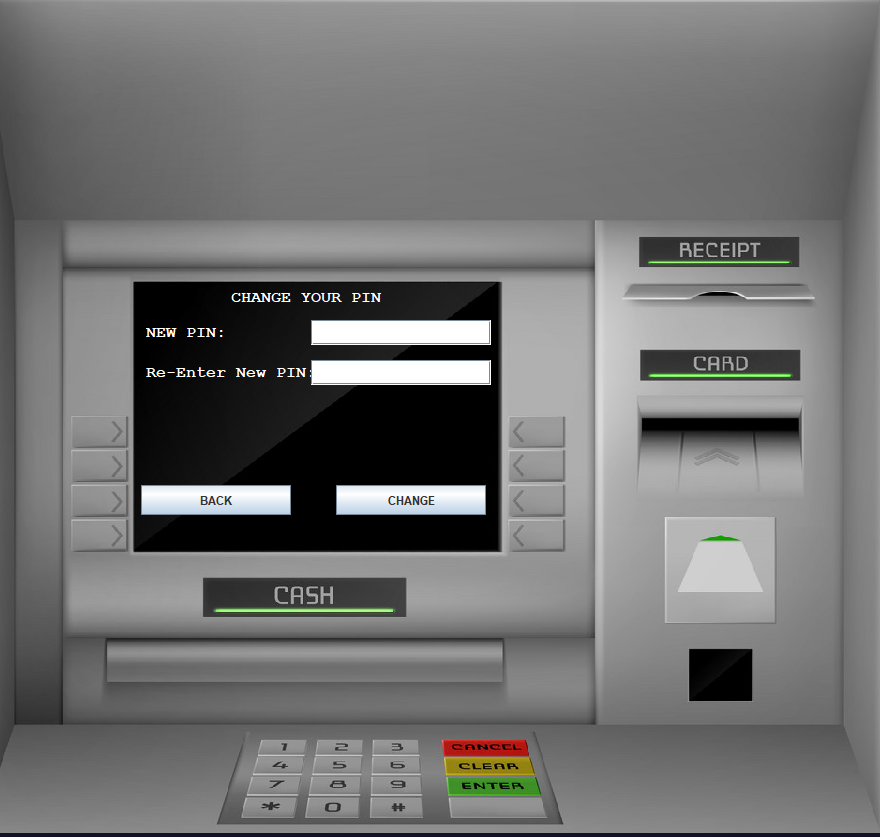 RECEIPT
CHANGE YOUR PIN
NEW PIN:
Re-Enter New PIN:
CARD
BACK CHANGE
CASH
1 2 3 CANCEL
4 5 6 CLEAR
7 8 9 ENTER
* 0 #